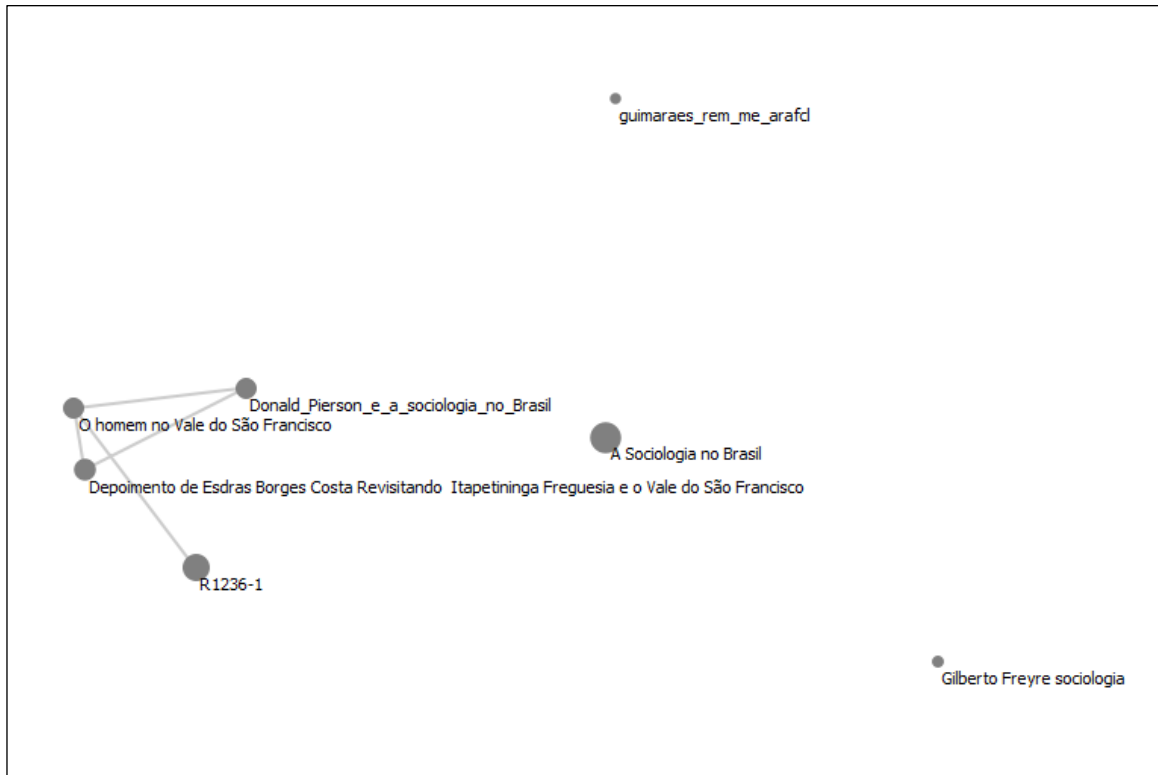 guimaraes_rem_me_arafcl
Donald_Pierson_e_a_sociologia_no_Brasil
O homem no Vale do São Francisco
A Sociologia no Brasil
Depoimento de Esdras Borges Costa Revisitando  Itapetininga Freguesia e o Vale do São Francisco
R1236-1
Gilberto Freyre sociologia